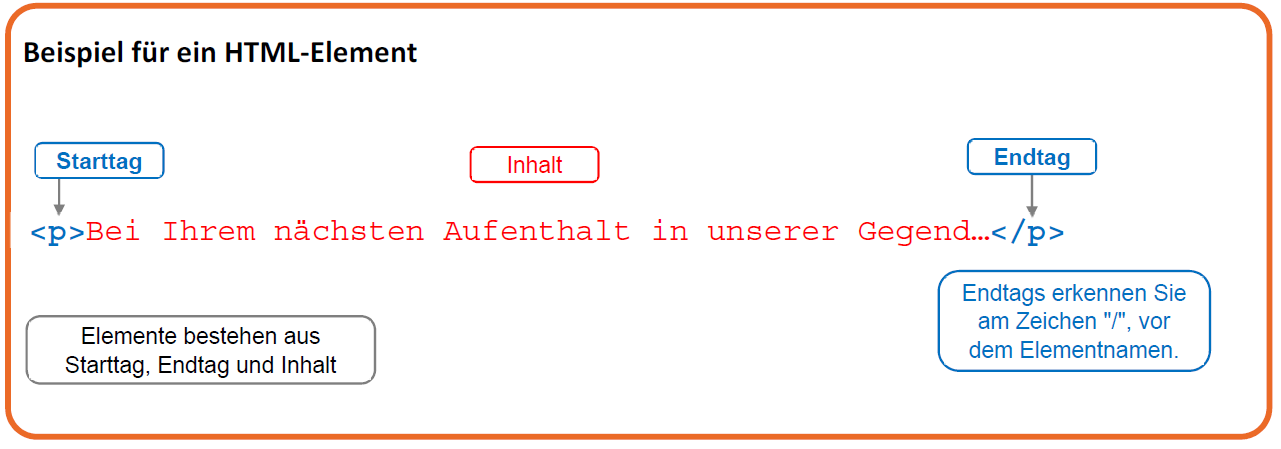 Beispiel für ein HTML-Element
Starttag
Inhalt
Endtag
<p>Bei Ihrem nächsten Aufenthalt in unserer Gegend…</p>
Elemente bestehen aus
Starttag, Endtag und Inhalt
Endtags erkennen Sie
am Zeichen "/", vor
dem Elementnamen.